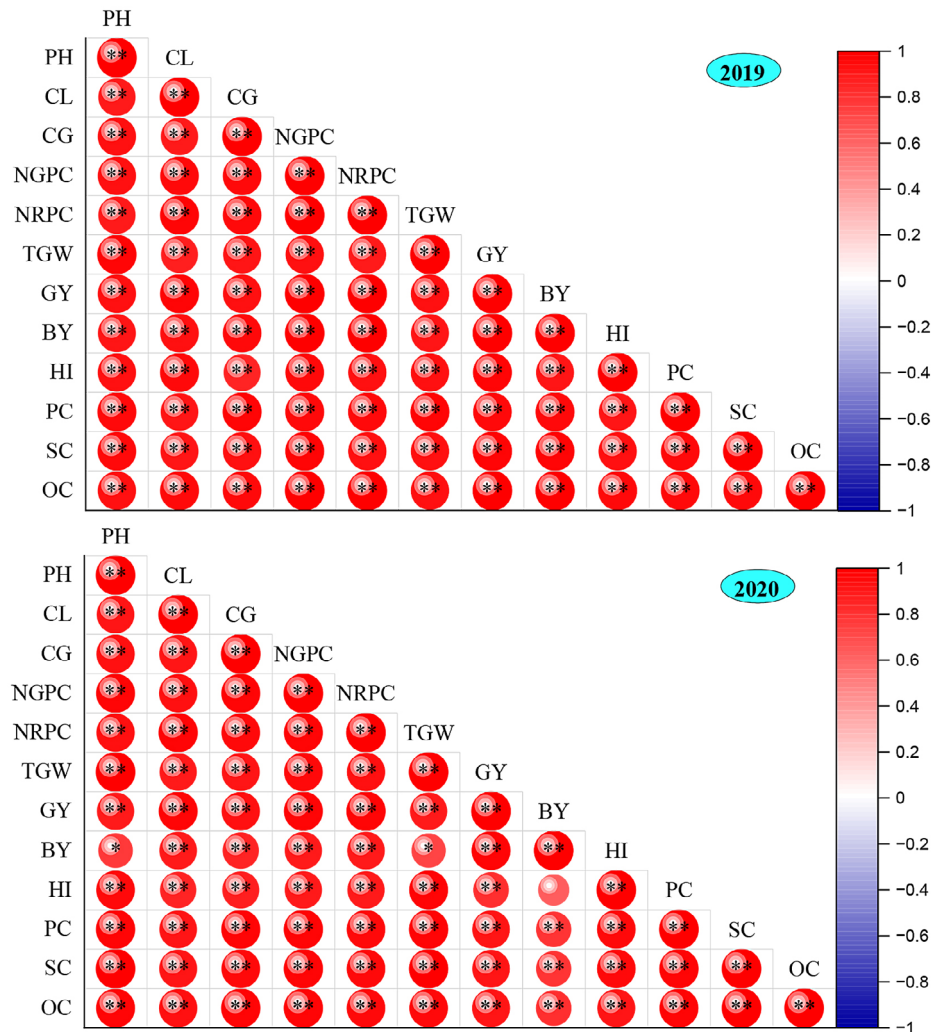 PH
2019
1
PH ** CL
0.8
CL ** ** CG
0.6
CG ** ** ** NGPC
NGPC ** ** ** ** NRPC
0.4
NRPC ** ** ** ** ** TGW
0.2
TGW ** ** ** ** ** ** GY
0
GY ** ** ** ** ** ** ** BY
−0.2
BY ** ** ** ** ** ** ** ** HI
−0.4
HI ** ** ** ** ** ** ** ** ** PC
−0.6
PC ** ** ** ** ** ** ** ** ** ** SC
−0.8
SC ** ** ** ** ** ** ** ** ** ** ** OC
OC ** ** ** ** ** ** ** ** ** ** ** **
−1
PH
2020
1
PH ** CL
0.8
CL ** ** CG
0.6
CG ** ** ** NGPC
NGPC ** ** ** ** NRPC
0.4
NRPC ** ** ** ** ** TGW
0.2
TGW ** ** ** ** ** ** GY
0
GY ** ** ** ** ** ** ** BY
−0.2
BY * ** ** ** ** * ** ** HI
−0.4
HI ** ** ** ** ** ** ** ** PC
−0.6
PC ** ** ** ** ** ** ** ** ** ** SC
−0.8
SC ** ** ** ** ** ** ** ** ** ** ** OC
OC ** ** ** ** ** ** ** ** ** ** ** **
−1